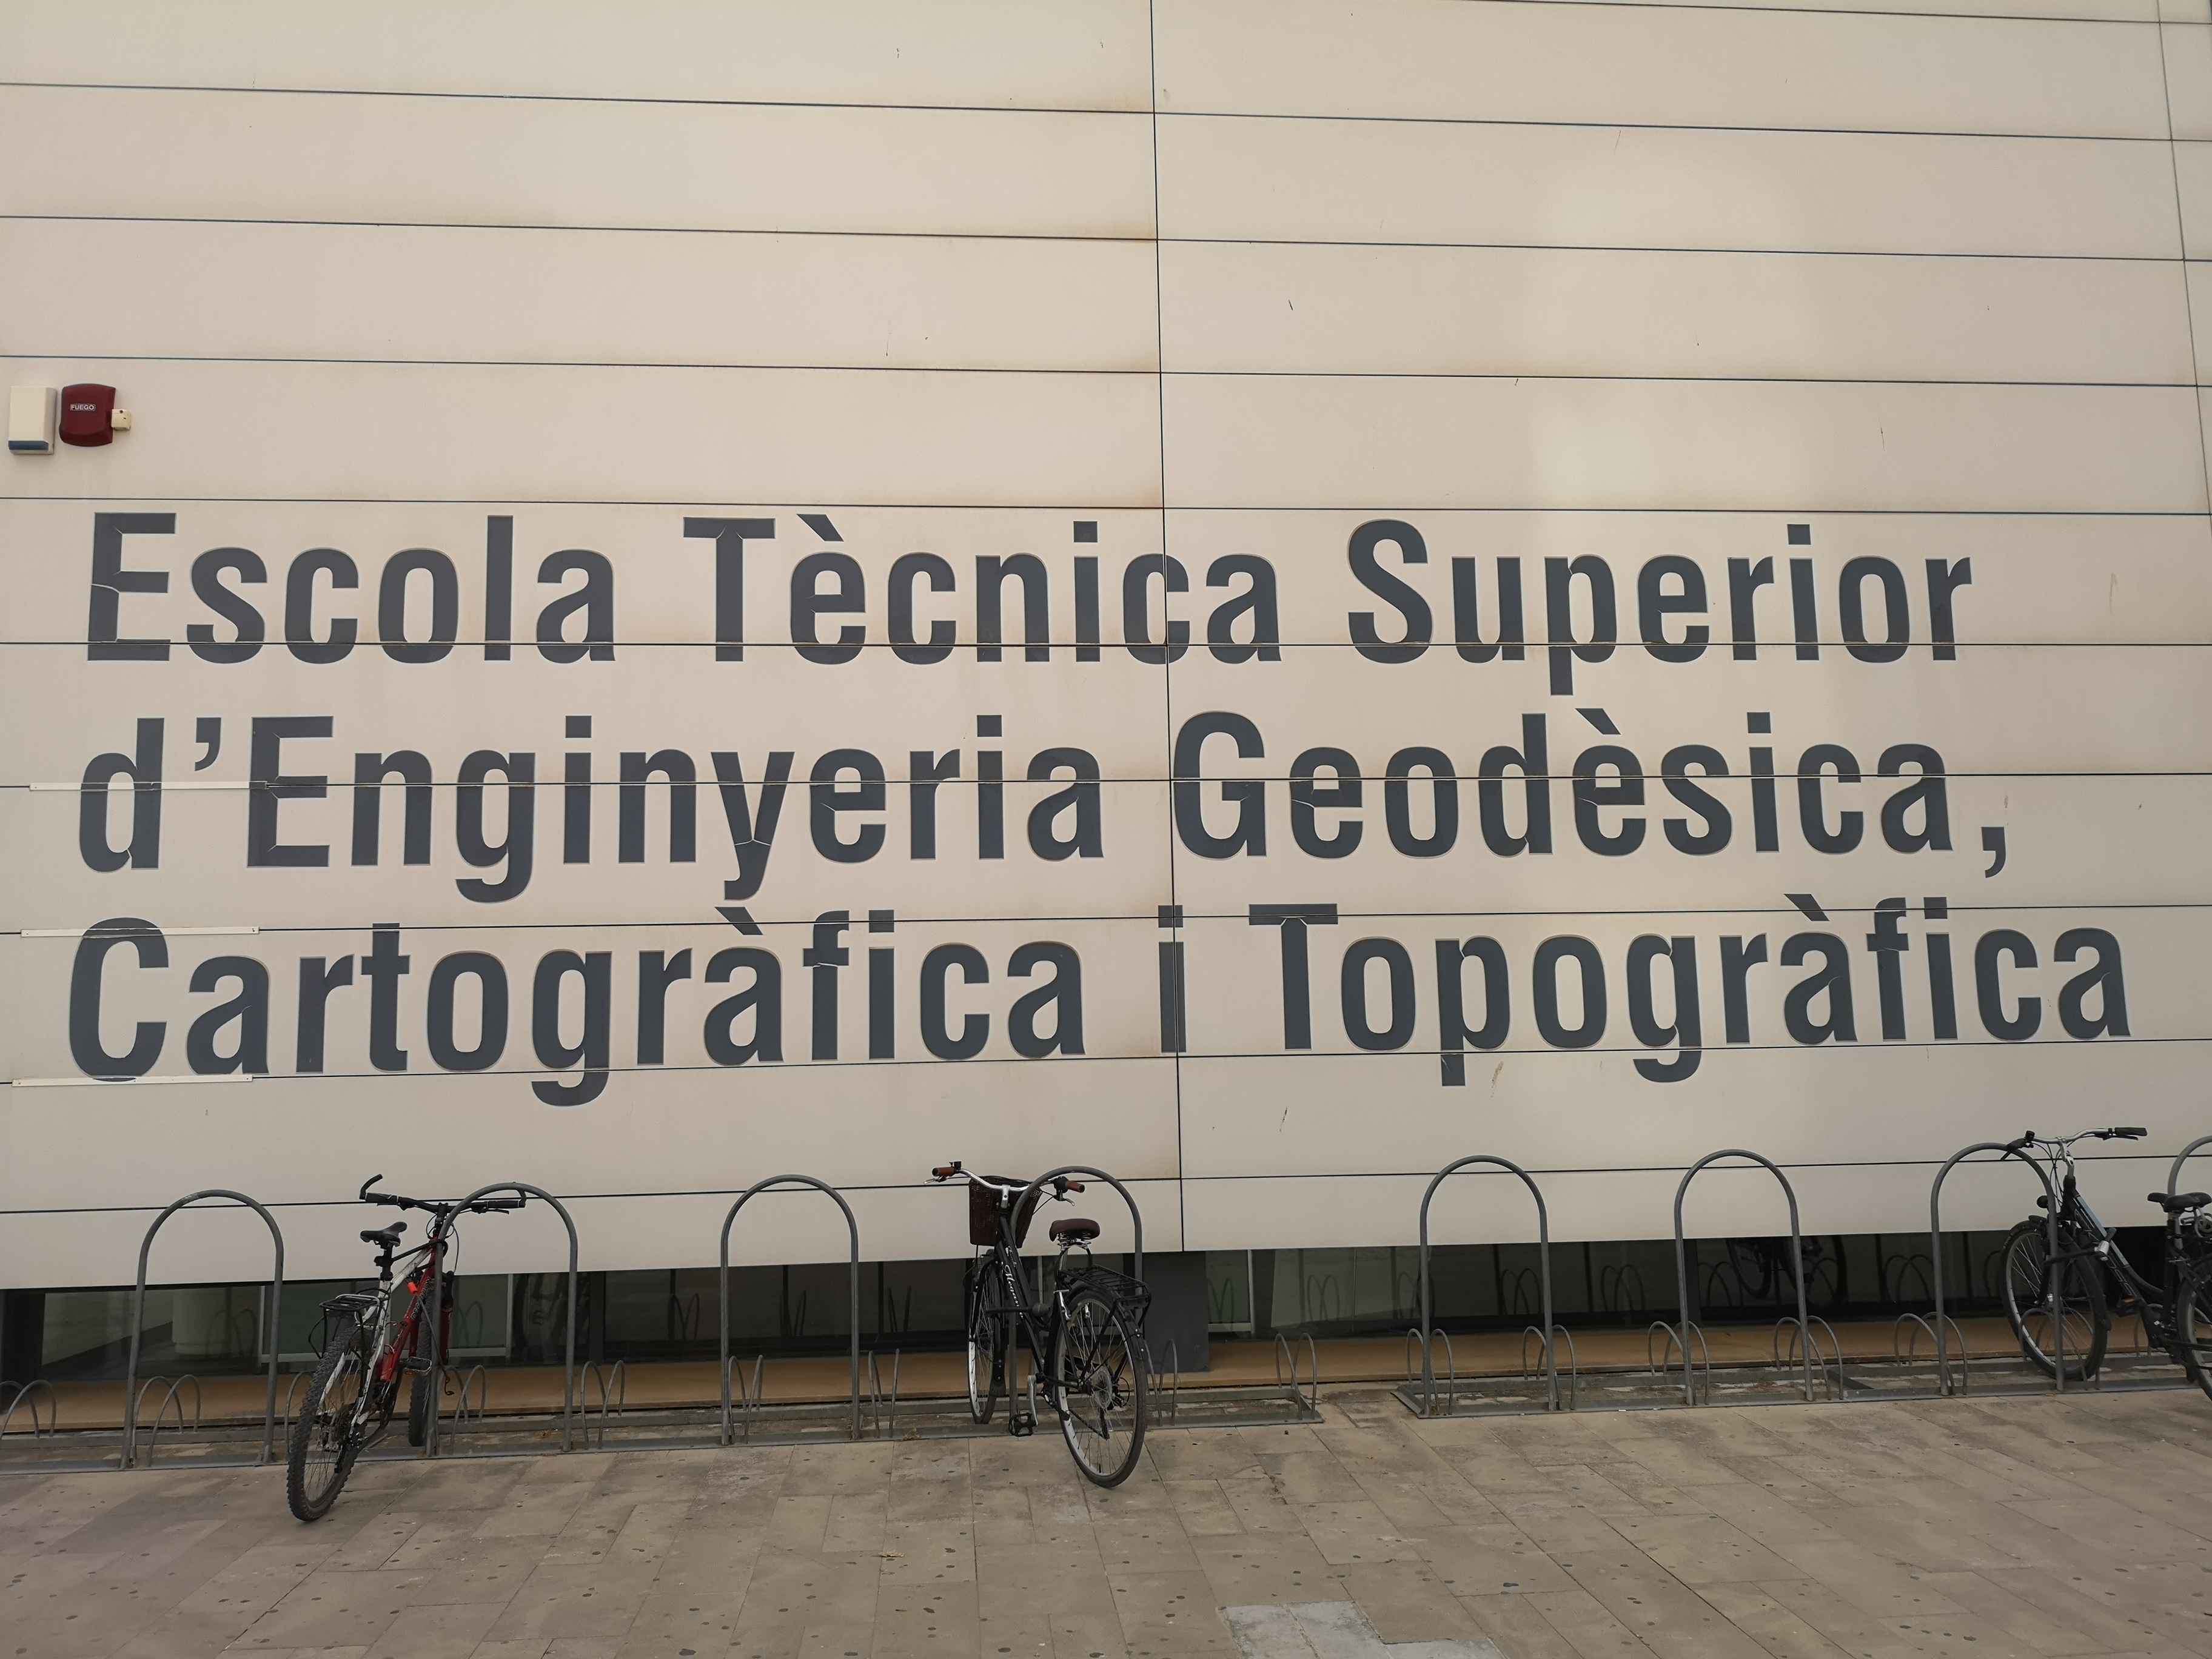 FUEGO
Escola Tècnica Superior
d'Enginyeria Geodèsica,
Cartogràfica i Topogràfica